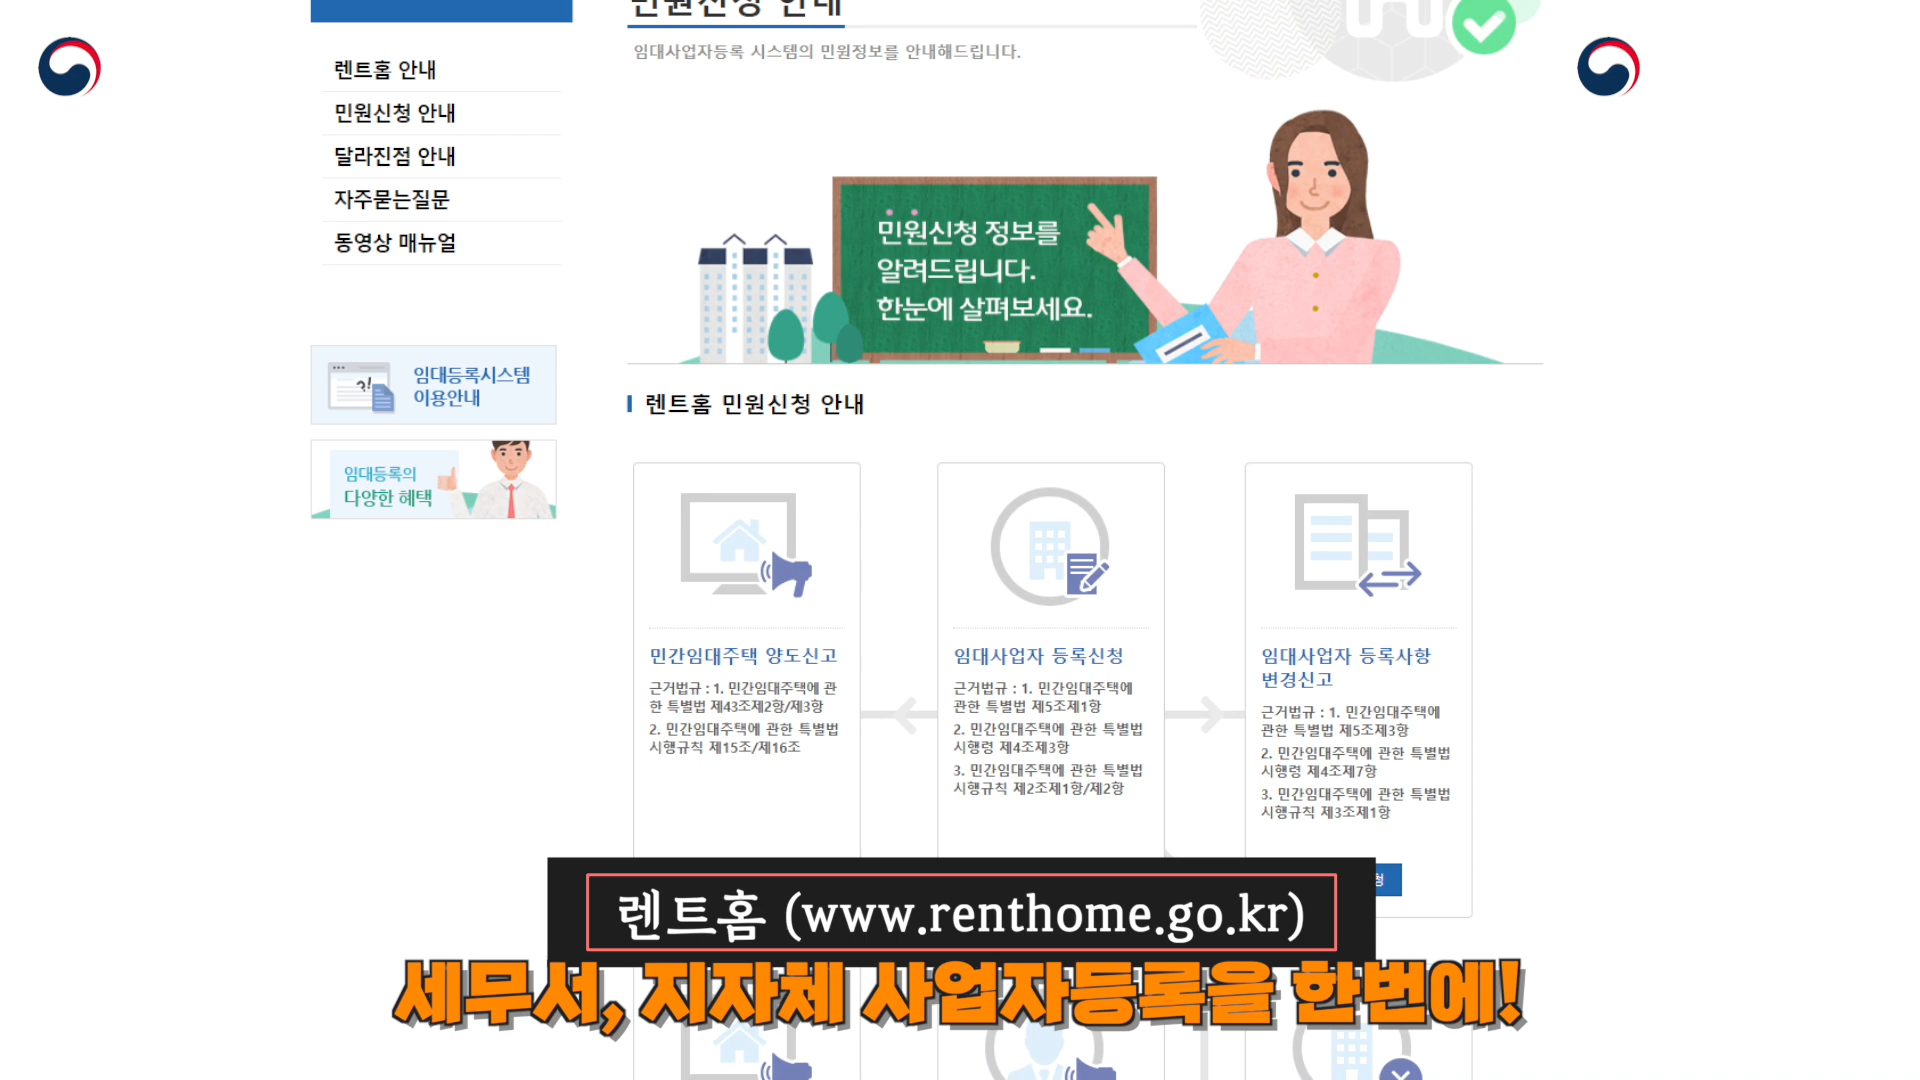 민원신청 안내
임대사업자등록 시스템의 민원정보를 안내해드립니다.
렌트홈 안내
민원신청 안내
달라진점 안내
자주묻는질문
동영상 매뉴얼
임대등록시스템
이용안내
임대등록의
다양한 혜택
민원신청 정보를
알려드립니다.
한눈에 살펴보세요.
렌트홈 민원신청 안내
민간임대주택 양도신고
근거법규 : 1. 민간임대주택에 관
한 특별법 제43조제2항/제3항
2. 민간임대주택에 관한 특별법
시행규칙 제15조/제16조
임대사업자 등록신청
근거법규 : 1. 민간임대주택에
관한 특별법 제5조제1항
2. 민간임대주택에 관한 특별법
시행령 제4조제3항
3. 민간임대주택에 관한 특별법
시행규칙 제2조제1항/제2항
임대사업자 등록사항
변경신고
근거법규 : 1. 민간임대주택에
관한 특별법 제5조제3항
2. 민간임대주택에 관한 특별법
시행령 제4조제7항
3. 민간임대주택에 관한 특별법
시행규칙 제3조제1항
청
렌트홈 (www.renthome.go.kr)
세무서, 지자체 사업자등록을 한번에!